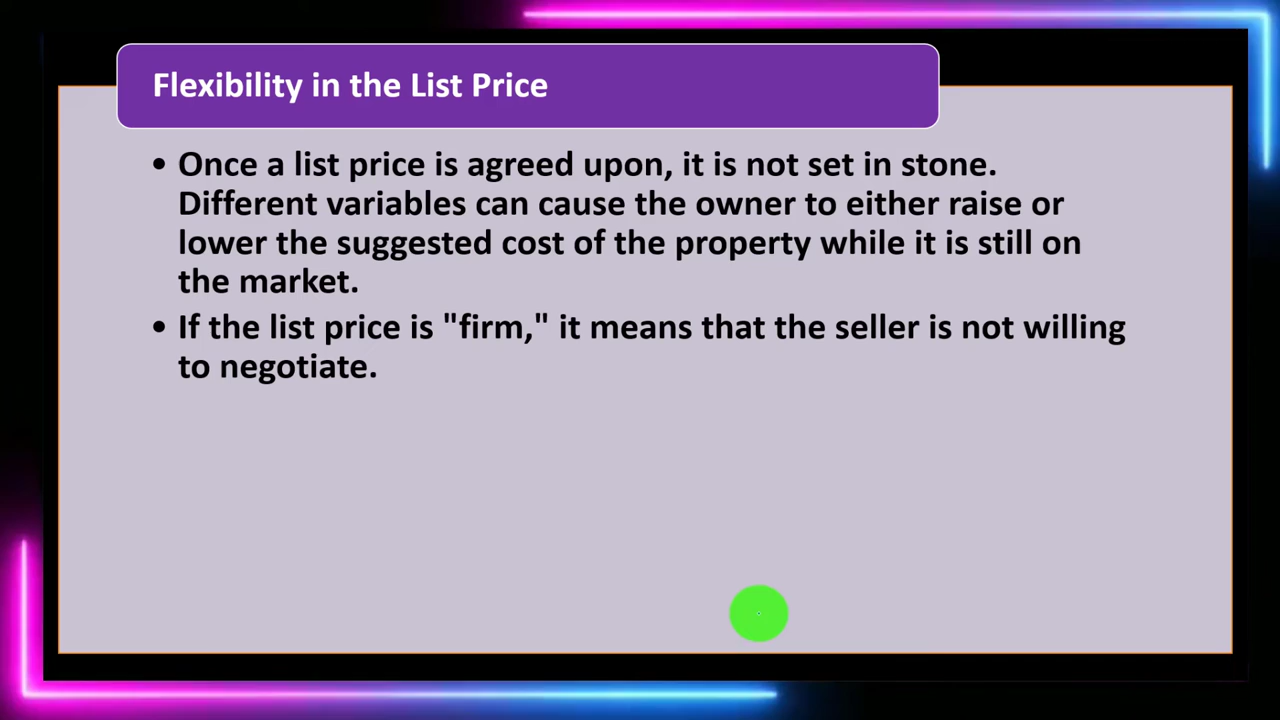 Flexibility in the List Price
• Once a list price is agreed upon, it is not set in stone.
Different variables can cause the owner to either raise or
lower the suggested cost of the property while it is still on
the market.
• If the list price is "firm," it means that the seller is not willing
to negotiate.